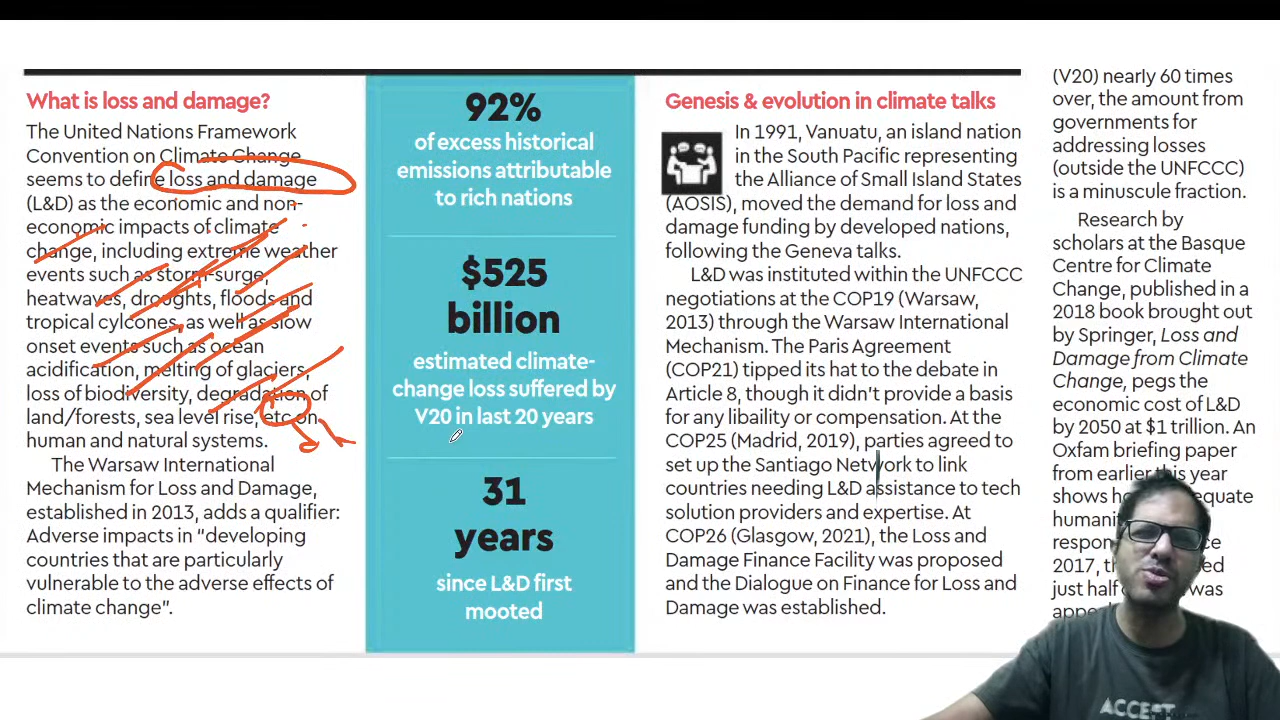 What is loss and damage?
The United Nations Framework
Convention on Climate Change
seems to define loss and damage
(L&D) as the economic and non-
economic impacts of climate
change, including extreme weather
events such as storm-surge,
heatwaves, droughts, floods and
tropical cylcones, as well as slow
onset events such as ocean
acidification, melting of glaciers,
loss of biodiversity, degradation of
land/forests, sea level rise, etc on
human and natural systems.
The Warsaw International
Mechanism for Loss and Damage,
established in 2013, adds a qualifier:
Adverse impacts in “developing
countries that are particularly
vulnerable to the adverse effects of
climate change”.
92%
of excess historical
emissions attributable
to rich nations
$525
billion
estimated climate-
change loss suffered by
V20 in last 20 years
31
years
since L&D first
mooted
Genesis & evolution in climate talks
In 1991, Vanuatu, an island nation
in the South Pacific representing
the Alliance of Small Island States
(AOSIS), moved the demand for loss and
damage funding by developed nations,
following the Geneva talks.
L&D was instituted within the UNFCCC
negotiations at the COP19 (Warsaw,
2013) through the Warsaw International
Mechanism. The Paris Agreement
(COP21) tipped its hat to the debate in
Article 8, though it didn’t provide a basis
for any libaility or compensation. At the
COP25 (Madrid, 2019), parties agreed to
set up the Santiago Network to link
countries needing L&D assistance to tech
solution providers and expertise. At
COP26 (Glasgow, 2021), the Loss and
Damage Finance Facility was proposed
and the Dialogue on Finance for Loss and
Damage was established.
(V20) nearly 60 times
over, the amount from
governments for
addressing losses
(outside the UNFCCC)
is a minuscule fraction.
Research by
scholars at the Basque
Centre for Climate
Change, published in a
2018 book brought out
by Springer, Loss and
Damage from Climate
Change, pegs the
economic cost of L&D
by 2050 at $1 trillion. An
Oxfam briefing paper
from earlier this year
shows
2017,
just half was
ACCEPT